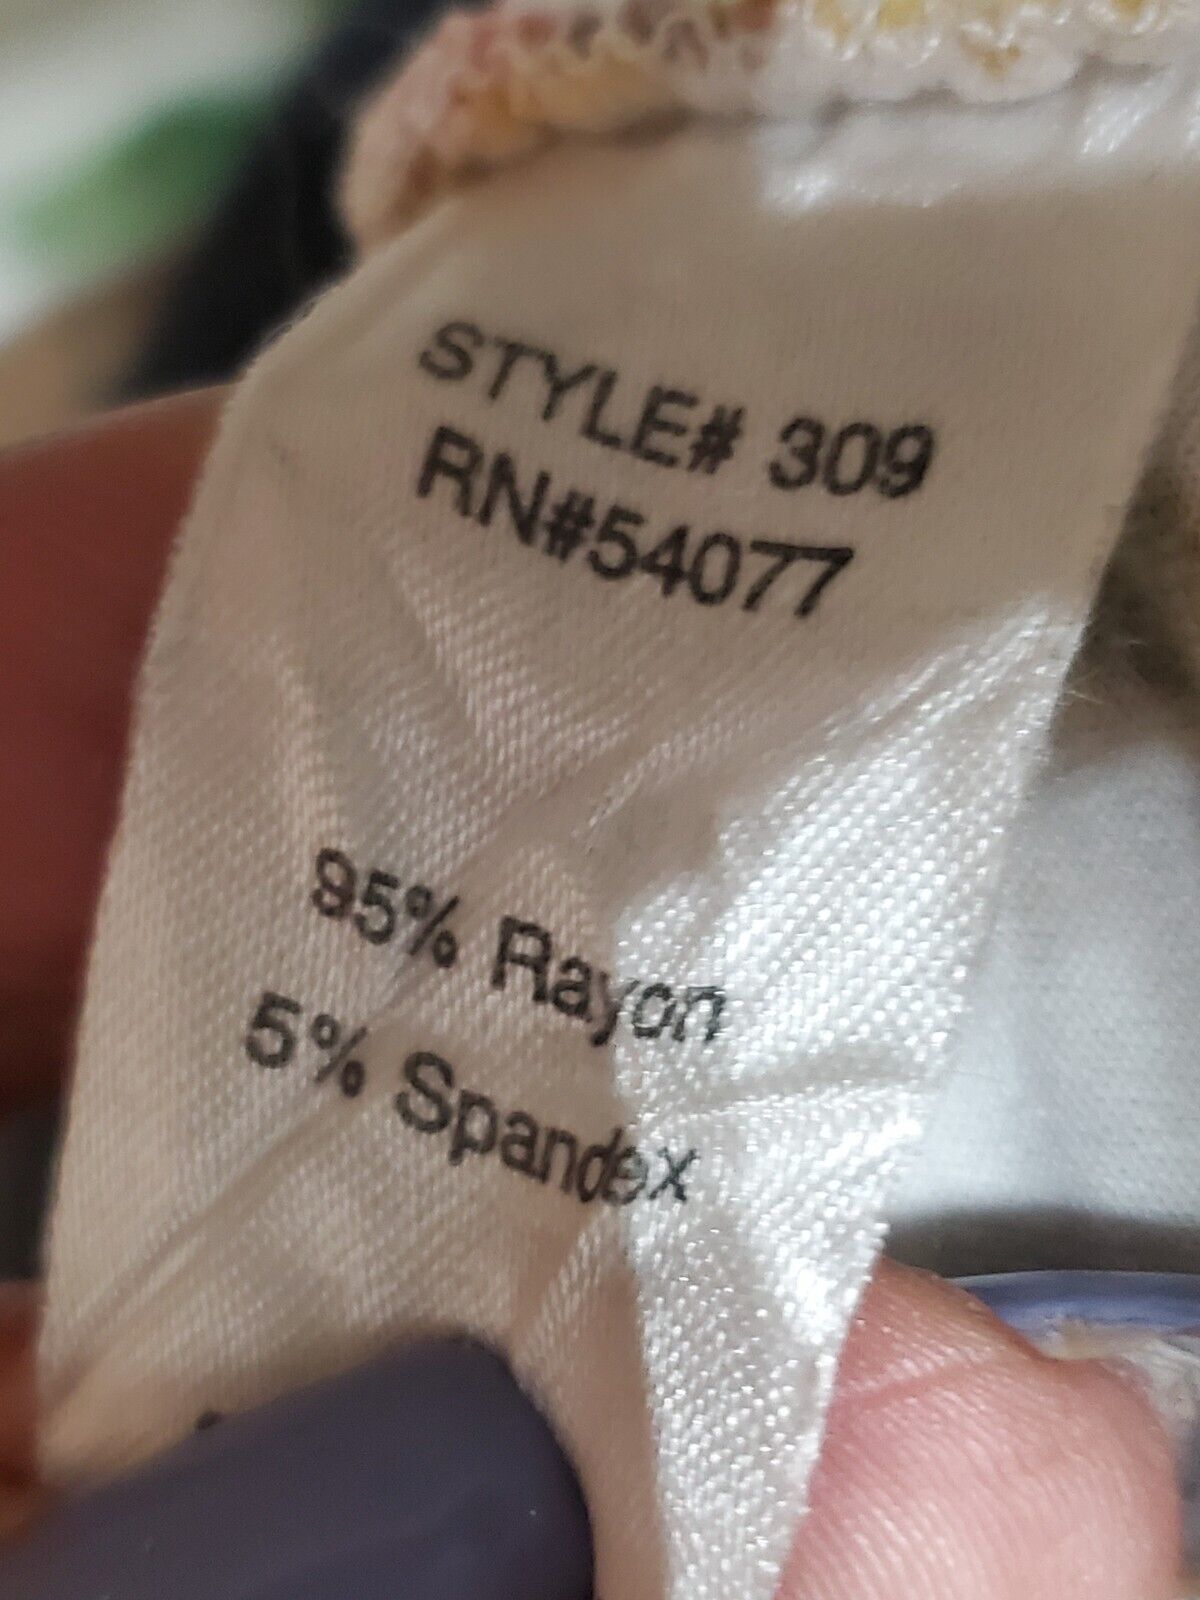 STYLE# 309
RN#54077
95% Rayon
5% Spandex